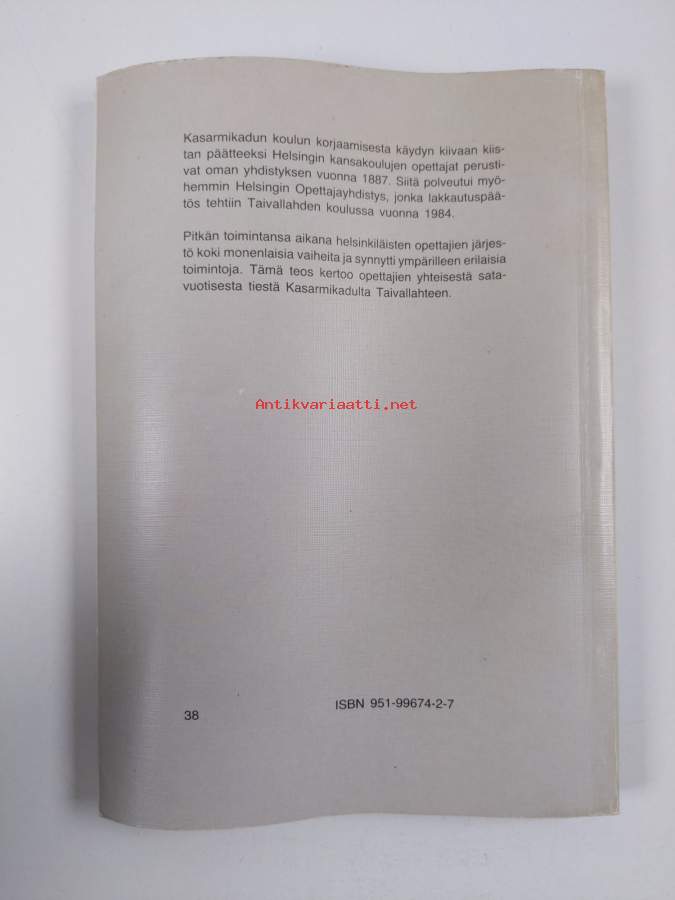 Kasarmikadun koulun korjaamisesta käydyn kiivaan kiis-
tan päätteeksi Helsingin kansakoulujen opettajat perusti-
vat oman yhdistyksen vuonna 1887. Siitä polveutui myö-
hemmin Helsingin Opettajayhdistys, jonka lakkautuspää-
tös tehtiin Taivallahden koulussa vuonna 1984.
Pitkän toimintansa aikana helsinkiläisten opettajien järjes-
tö koki monenlaisia vaiheita ja synnytti ympärilleen erilaisia
toimintoja. Tämä teos kertoo opettajien yhteisestä sata-
vuotisesta tiestä Kasarmikadulta Taivallahteen.
Antikvariaatti.net
ISBN 951-99674-2-7
38